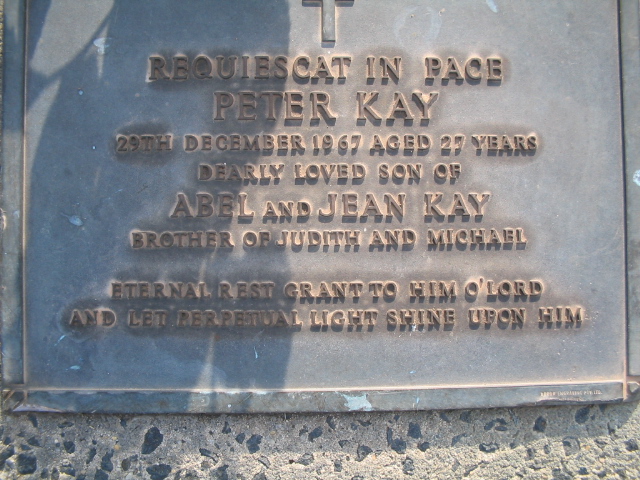 REQUIESCAT IN PACE
PETER KAY
29TH DECEMBER 1967 AGED 27 YEARS
DEARLY LOVED SON OF
ABEL AND JEAN KAY
BROTHER OF JUDITH AND MICHAEL
ETERNAL REST GRANT TO HIM O'LORD
AND LET PERPETUAL LIGHT SHINE UPON HIM